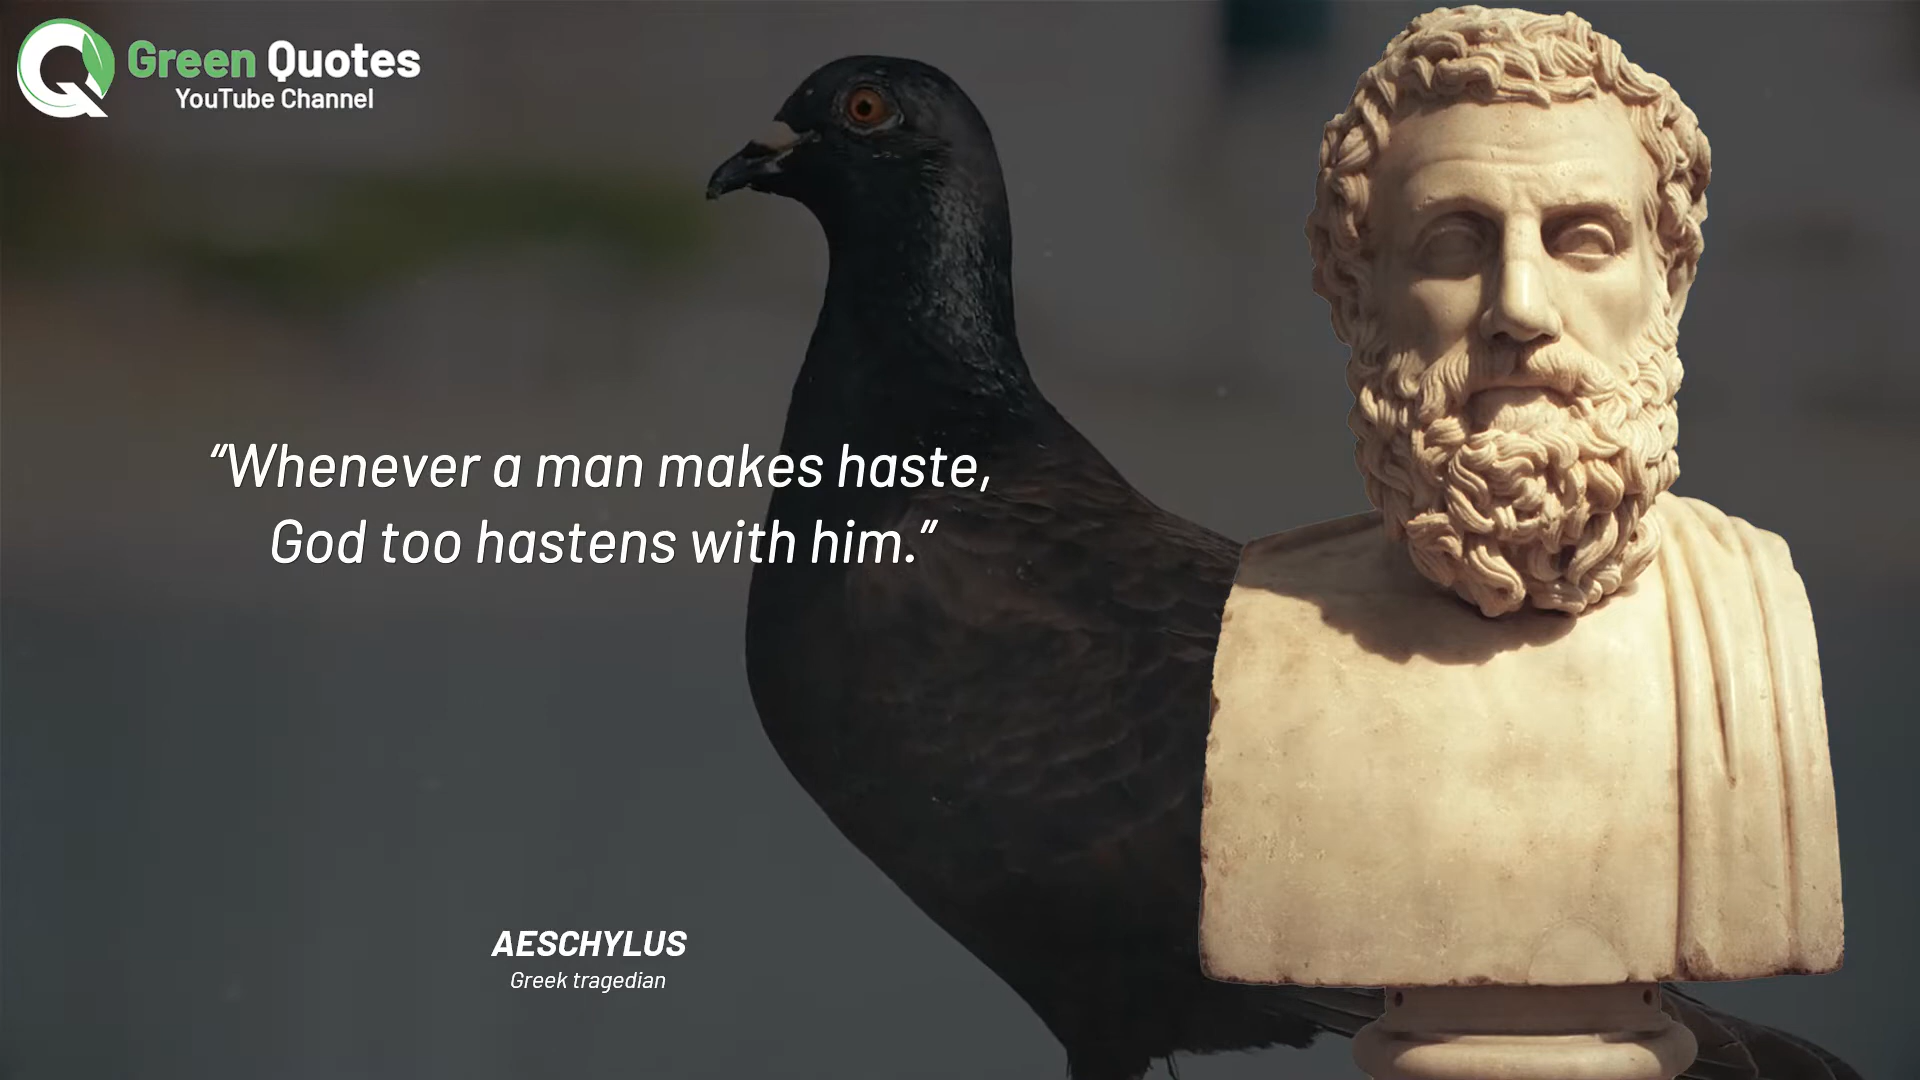 Green Quotes
YouTube Channel
“Whenever a man makes haste,
God too hastens with him.”
AESCHYLUS
Greek tragedian